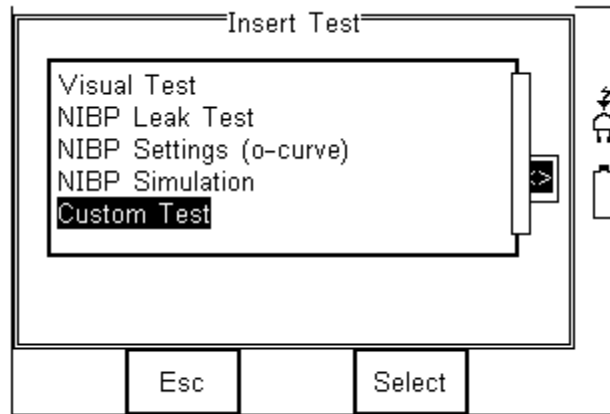 Insert Test
Visual Test
NIBP Leak Test
NIBP Settings (o-curve)
NIBP Simulation
<>
Custom Test
Esc
Select